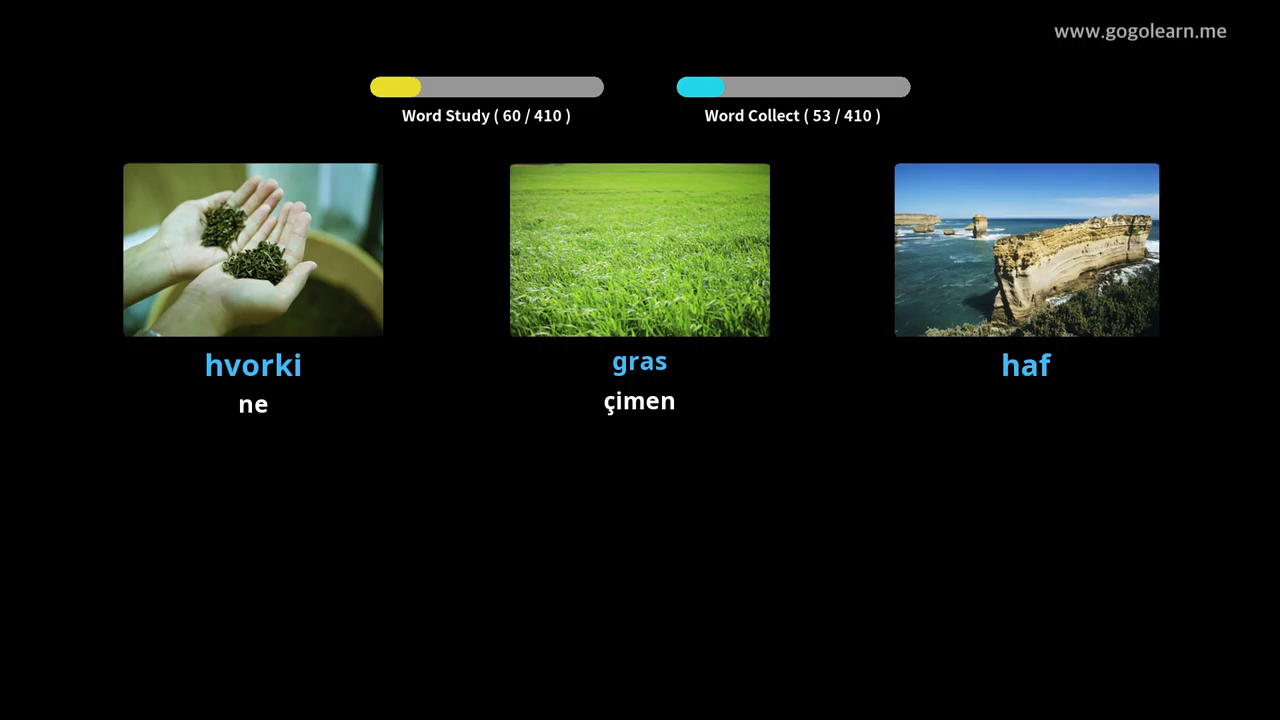 www.gogolearn.me
Word Study ( 60 / 410 )
Word Collect ( 53 / 410 )
hvorki
ne
gras
çimen
haf